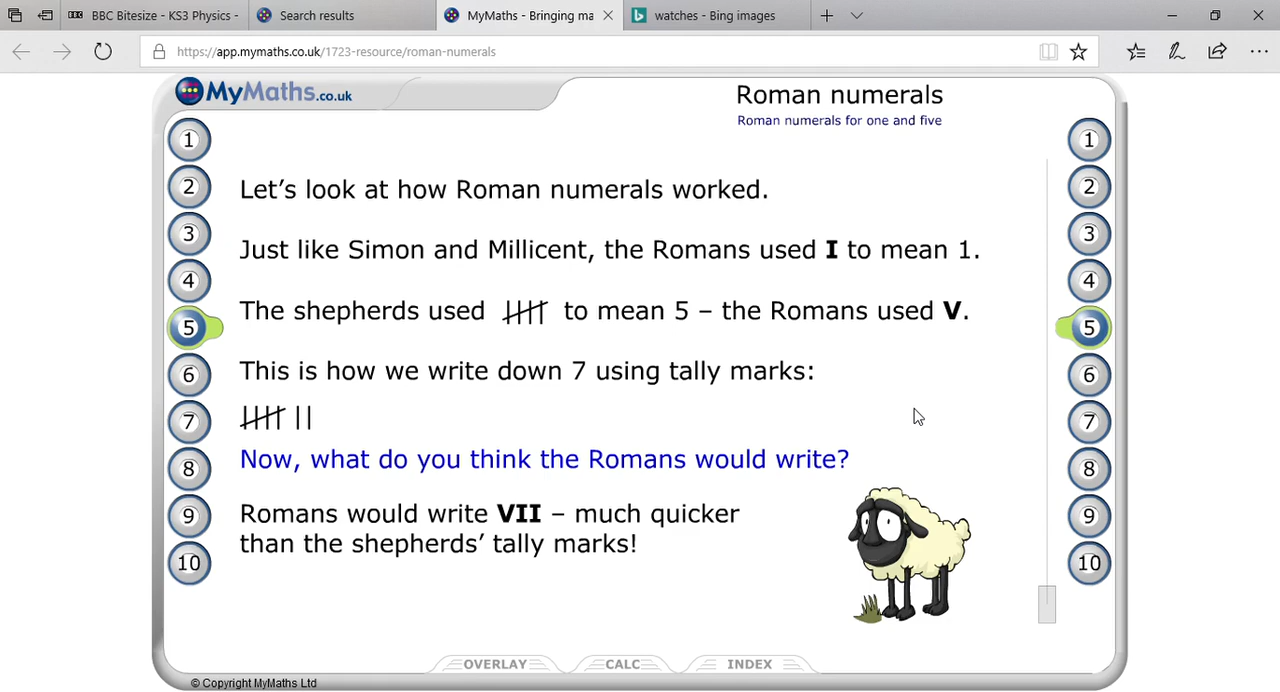 BBC Bitesize - KS3 Physics -
Search results
MyMaths - Bringing ma
watches - Bing images
https://app.mymaths.co.uk/1723-resource/roman-numerals
MyMaths.co.uk
Roman numerals
Roman numerals for one and five
1
2
3
4
5
6
7
8
9
10
Let's look at how Roman numerals worked.
Just like Simon and Millicent, the Romans used I to mean 1.
The shepherds used to mean 5 – the Romans used V.
This is how we write down 7 using tally marks:
Now, what do you think the Romans would write?
Romans would write VII – much quicker
than the shepherds' tally marks!
1
2
3
4
5
6
7
8
9
10
OVERLAY
CALC
INDEX
© Copyright MyMaths Ltd